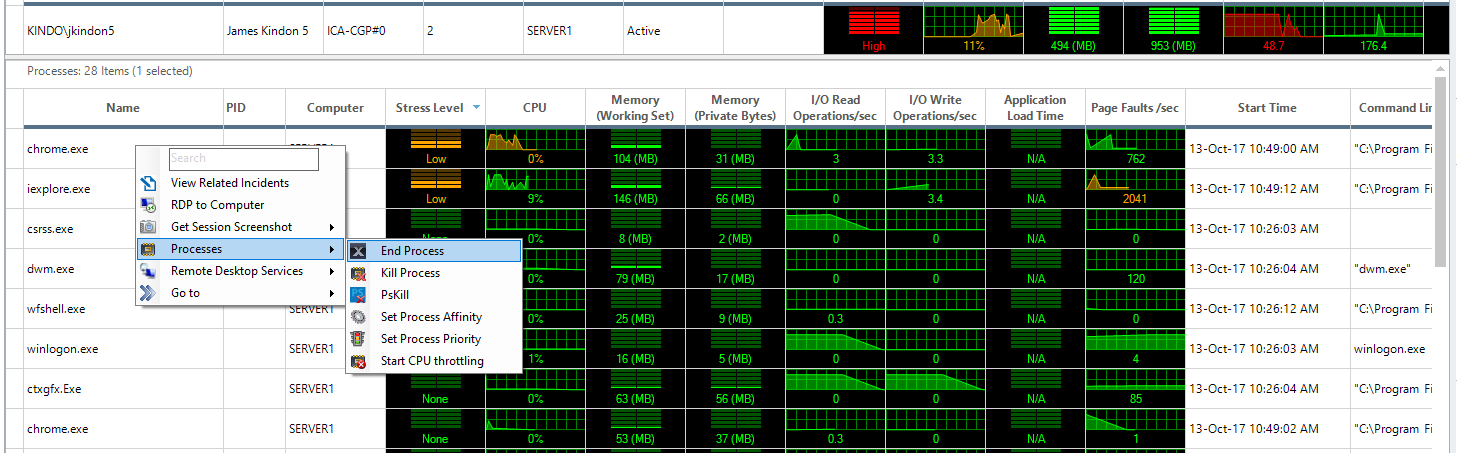 KINDO\jkindon5 James Kindon 5 ICA-CGP#0 2 SERVER1 Active High 11% 494 (MB) 953 (MB) 48.7 176.4
Processes: 28 Items (1 selected)
Name PID Computer Stress Level CPU Memory (Working Set) Memory (Private Bytes) I/O Read Operations/sec I/O Write Operations/sec Application Load Time Page Faults /sec Start Time Command Lin
chrome.exe Low 0% 104 (MB) 31 (MB) 3 3.3 N/A 762 13-Oct-17 10:49:00 AM "C:\Program Fi
iexplore.exe Low 9% 146 (MB) 66 (MB) 0 3.4 N/A 2041 13-Oct-17 10:49:12 AM "C:\Program Fi
csrss.exe None 0% 8 (MB) 2 (MB) 0 0 N/A 0 13-Oct-17 10:26:03 AM
dwm.exe 0% 79 (MB) 17 (MB) 0 0 N/A 120 13-Oct-17 10:26:04 AM "dwm.exe"
wfshell.exe SERVER1 0% 25 (MB) 9 (MB) 0.3 0 N/A 0 13-Oct-17 10:26:12 AM "C:\Program Fi
winlogon.exe SERVER1 1% 16 (MB) 5 (MB) 0 0 N/A 4 13-Oct-17 10:26:03 AM winlogon.exe
ctxgfx.Exe SERVER1 None 0% 63 (MB) 56 (MB) 0 0 N/A 85 13-Oct-17 10:26:04 AM "C:\Program Fi
chrome.exe SERVER1 None 0% 53 (MB) 37 (MB) 0.3 0 N/A 1 13-Oct-17 10:49:02 AM "C:\Program Fi
Search
View Related Incidents
RDP to Computer
Get Session Screenshot
Processes
Remote Desktop Services
Go to
End Process
Kill Process
PsKill
Set Process Affinity
Set Process Priority
Start CPU throttling